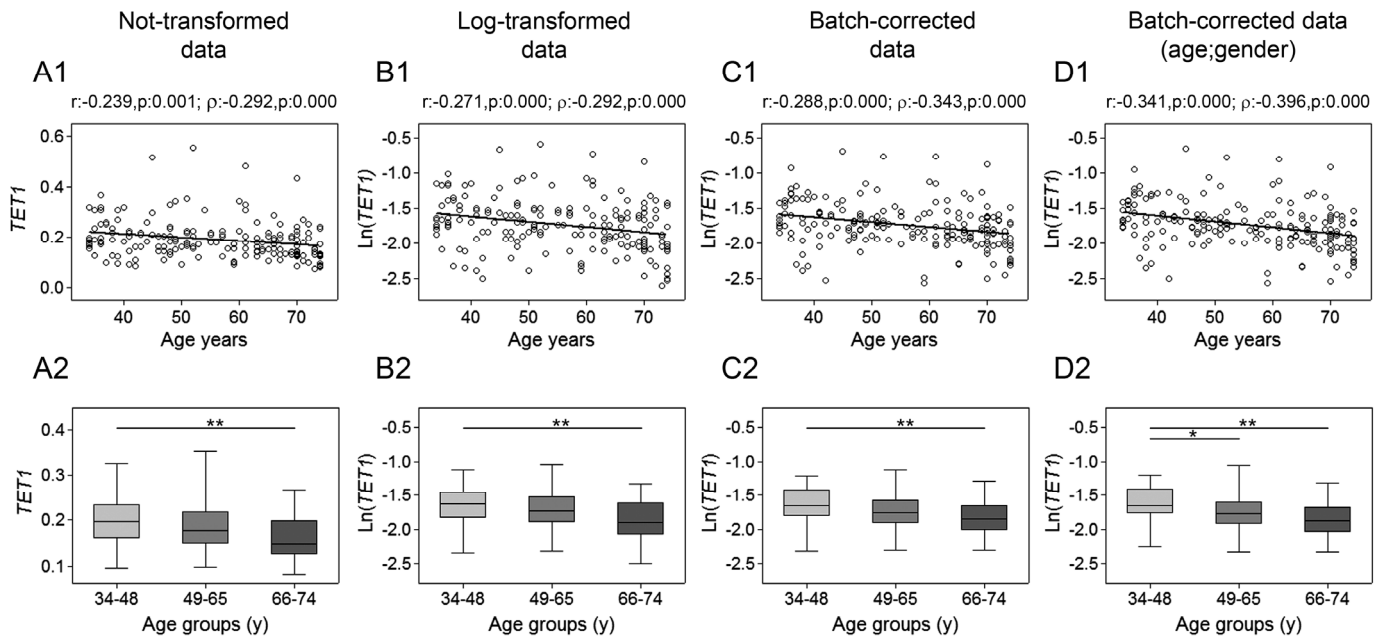 Not-transformed
data
Log-transformed
data
Batch-corrected
data
Batch-corrected data
(age;gender)
A1
r:-0.239,p:0.001; ρ:-0.292,p:0.000
TET1
0.6
0.4
0.2
0.0
40 50 60 70
Age years
B1
r:-0.271,p:0.000; ρ:-0.292,p:0.000
Ln(TET1)
-0.5
-1.0
-1.5
-2.0
-2.5
40 50 60 70
Age years
C1
r:-0.288,p:0.000; ρ:-0.343,p:0.000
Ln(TET1)
-0.5
-1.0
-1.5
-2.0
-2.5
40 50 60 70
Age years
D1
r:-0.341,p:0.000; ρ:-0.396,p:0.000
Ln(TET1)
-0.5
-1.0
-1.5
-2.0
-2.5
40 50 60 70
Age years
A2
TET1
0.4
0.3
0.2
0.1
**
34-48 49-65 66-74
Age groups (y)
B2
Ln(TET1)
-0.5
-1.0
-1.5
-2.0
-2.5
**
34-48 49-65 66-74
Age groups (y)
C2
Ln(TET1)
-0.5
-1.0
-1.5
-2.0
-2.5
**
34-48 49-65 66-74
Age groups (y)
D2
Ln(TET1)
-0.5
-1.0
-1.5
-2.0
-2.5
**
*
34-48 49-65 66-74
Age groups (y)